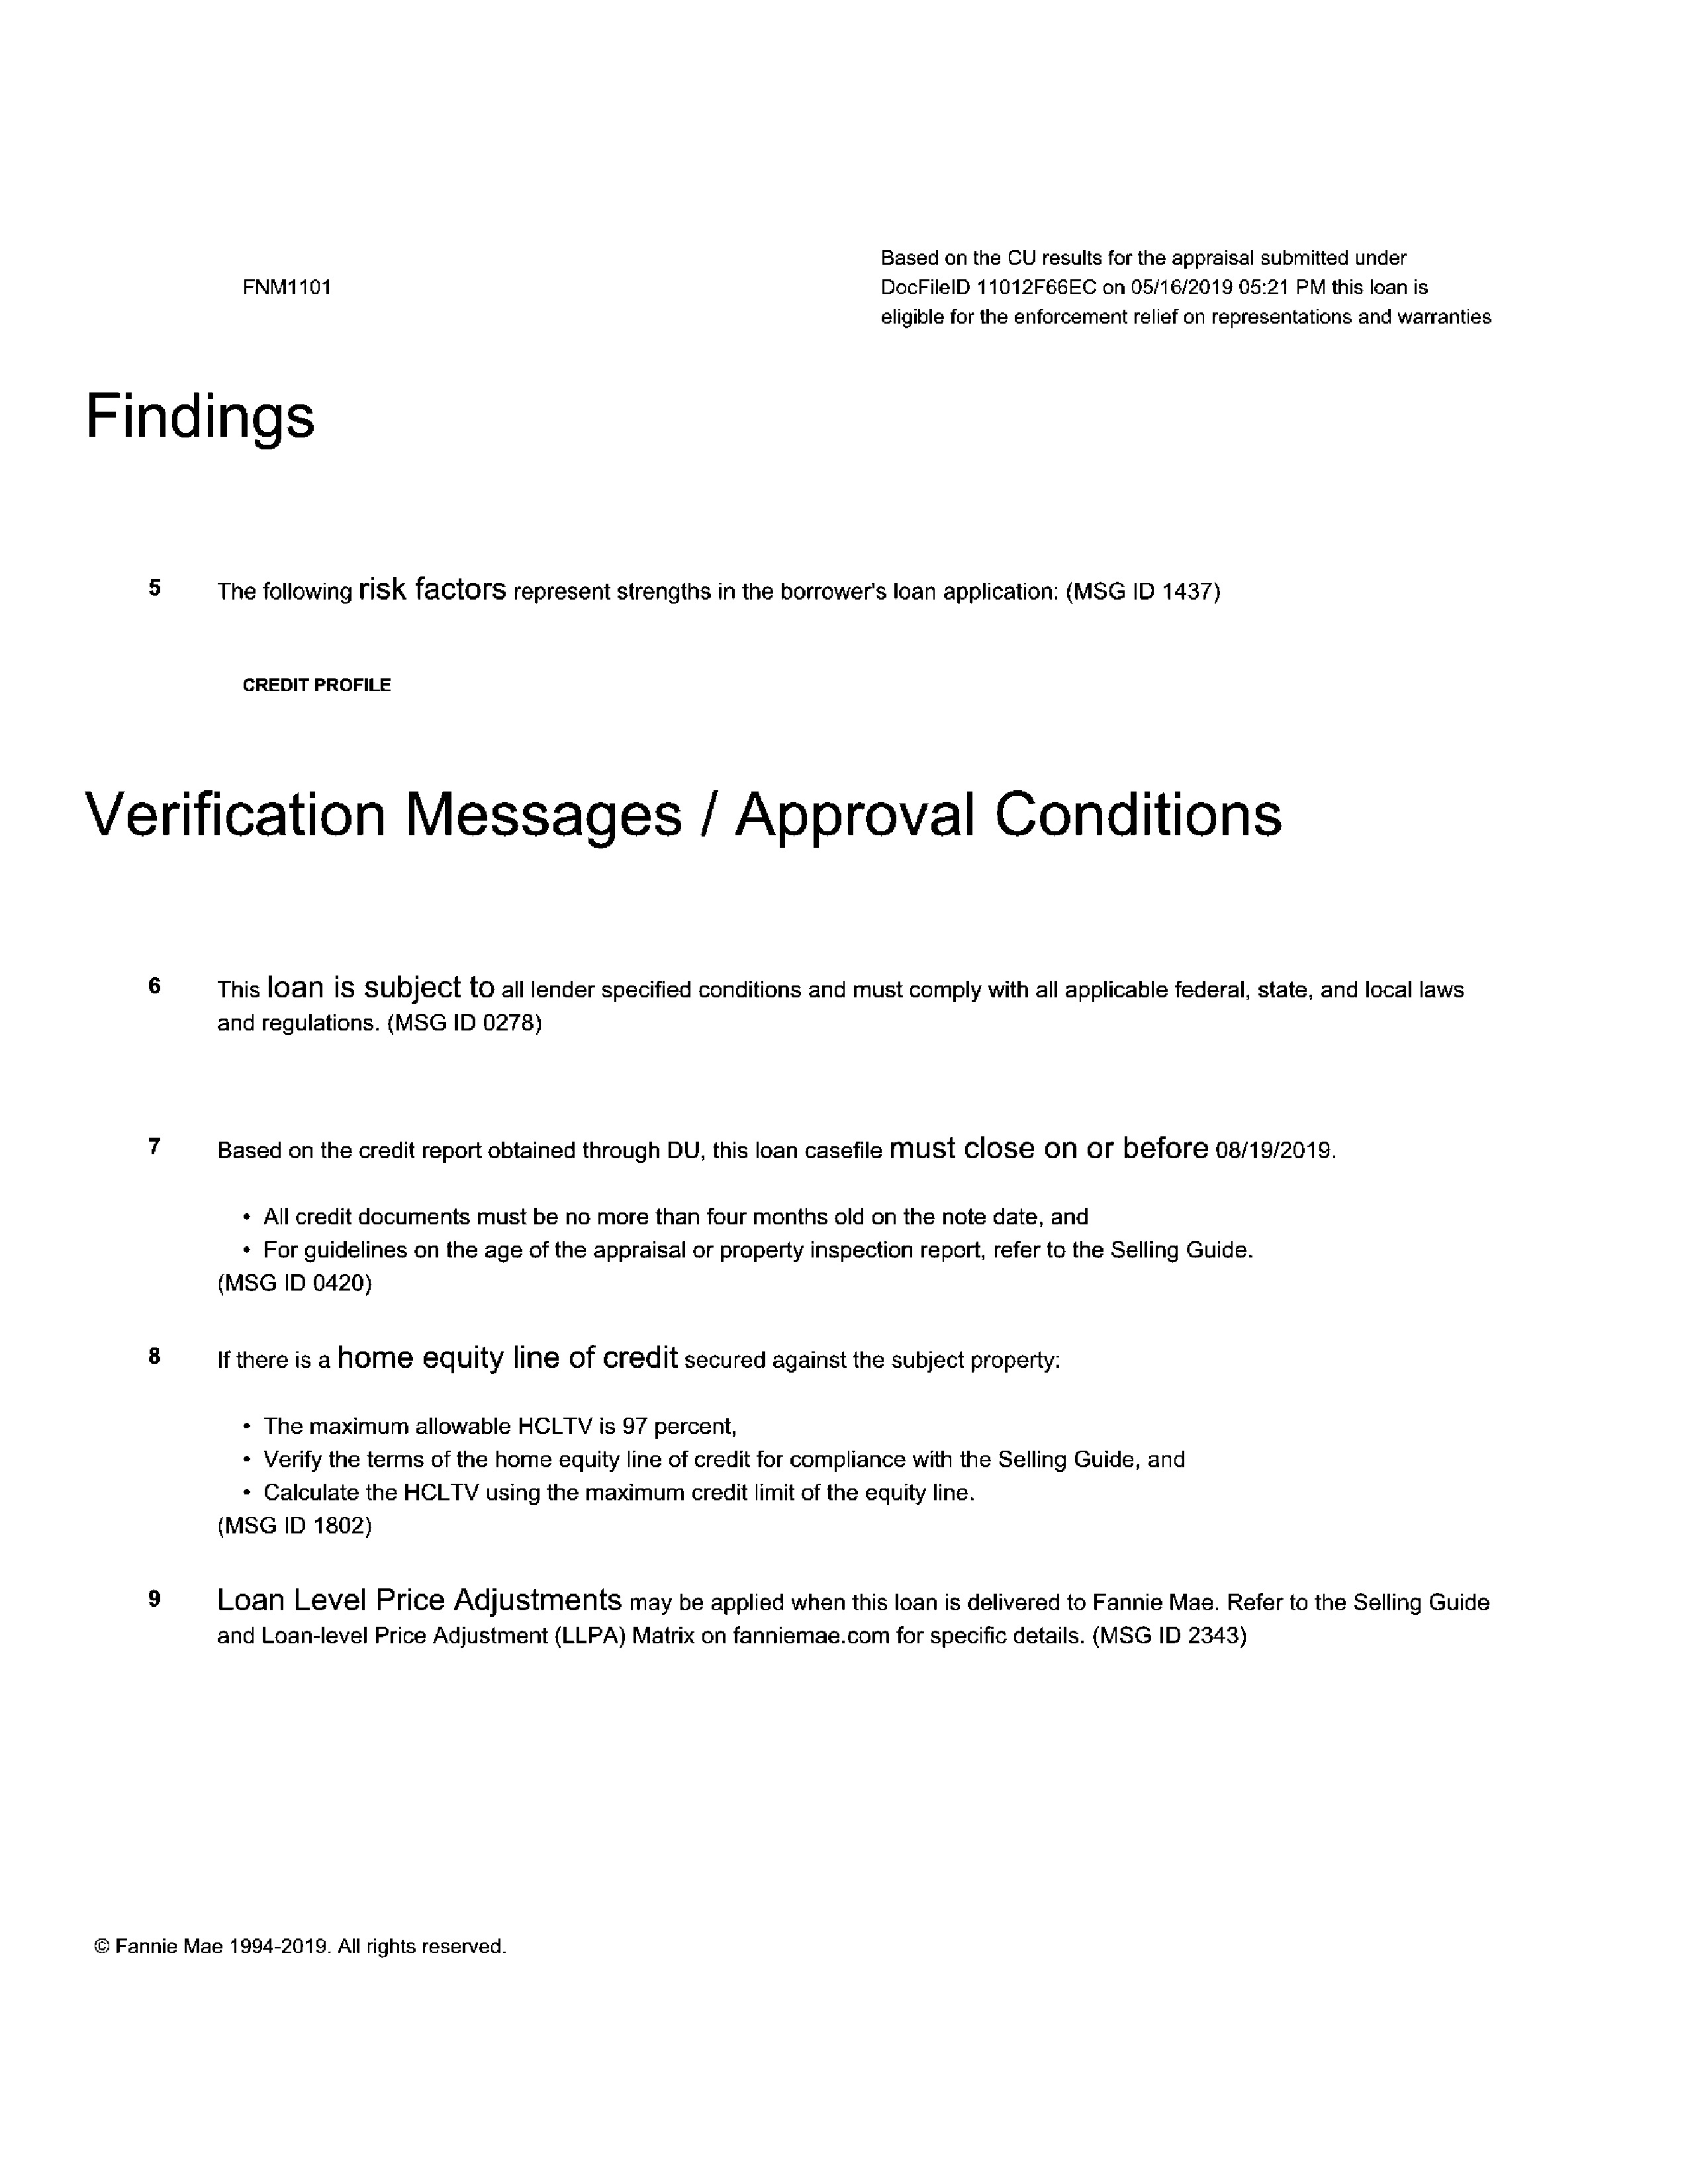 Based on the CU results for the appraisal submitted under
FNM1101 DocFileID 11012F66EC on 05/16/2019 05:21 PM this loan is
eligible for the enforcement relief on representations and warranties
Findings
5 The following risk factors represent strengths in the borrower's loan application: (MSG ID 1437)
CREDIT PROFILE
Verification Messages / Approval Conditions
6 This loan is subject to all lender specified conditions and must comply with all applicable federal, state, and local laws
and regulations. (MSG ID 0278)
7 Based on the credit report obtained through DU, this loan casefile must close on or before 08/19/2019.
• All credit documents must be no more than four months old on the note date, and
• For guidelines on the age of the appraisal or property inspection report, refer to the Selling Guide.
(MSG ID 0420)
8 If there is a home equity line of credit secured against the subject property:
• The maximum allowable HCLTV is 97 percent,
• Verify the terms of the home equity line of credit for compliance with the Selling Guide, and
• Calculate the HCLTV using the maximum credit limit of the equity line.
(MSG ID 1802)
9 Loan Level Price Adjustments may be applied when this loan is delivered to Fannie Mae. Refer to the Selling Guide
and Loan-level Price Adjustment (LLPA) Matrix on fanniemae.com for specific details. (MSG ID 2343)
© Fannie Mae 1994-2019. All rights reserved.